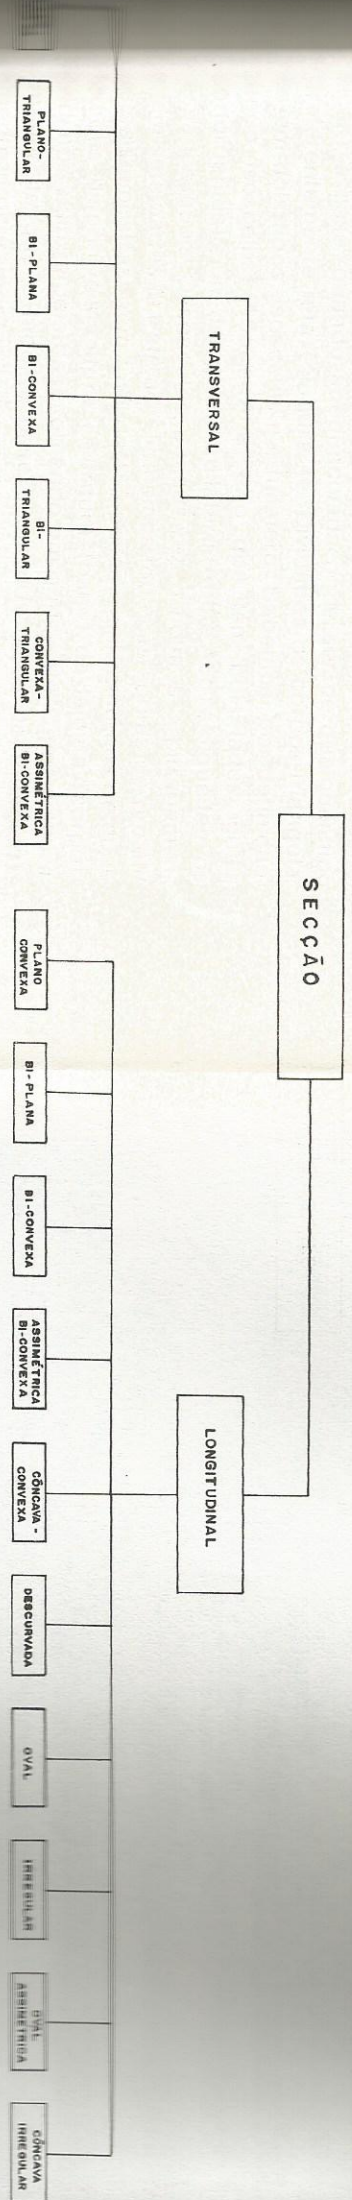 SECÇÃO
TRANSVERSAL
LONGITUDINAL
PLANO-
TRIANGULAR
BI-PLANA
BI-CONVEXA
BI-
TRIANGULAR
CONVEXA-
TRIANGULAR
ASSIMÉTRICA
BI-CONVEXA
PLANO
CONVEXA
BI-PLANA
BI-CONVEXA
ASSIMÉTRICA
BI-CONVEXA
CÔNCAVA-
CONVEXA
DESCURVADA
OVAL
IRREGULAR
OVAL
ASSIMÉTRICA
CÔNCAVA
IRREGULAR